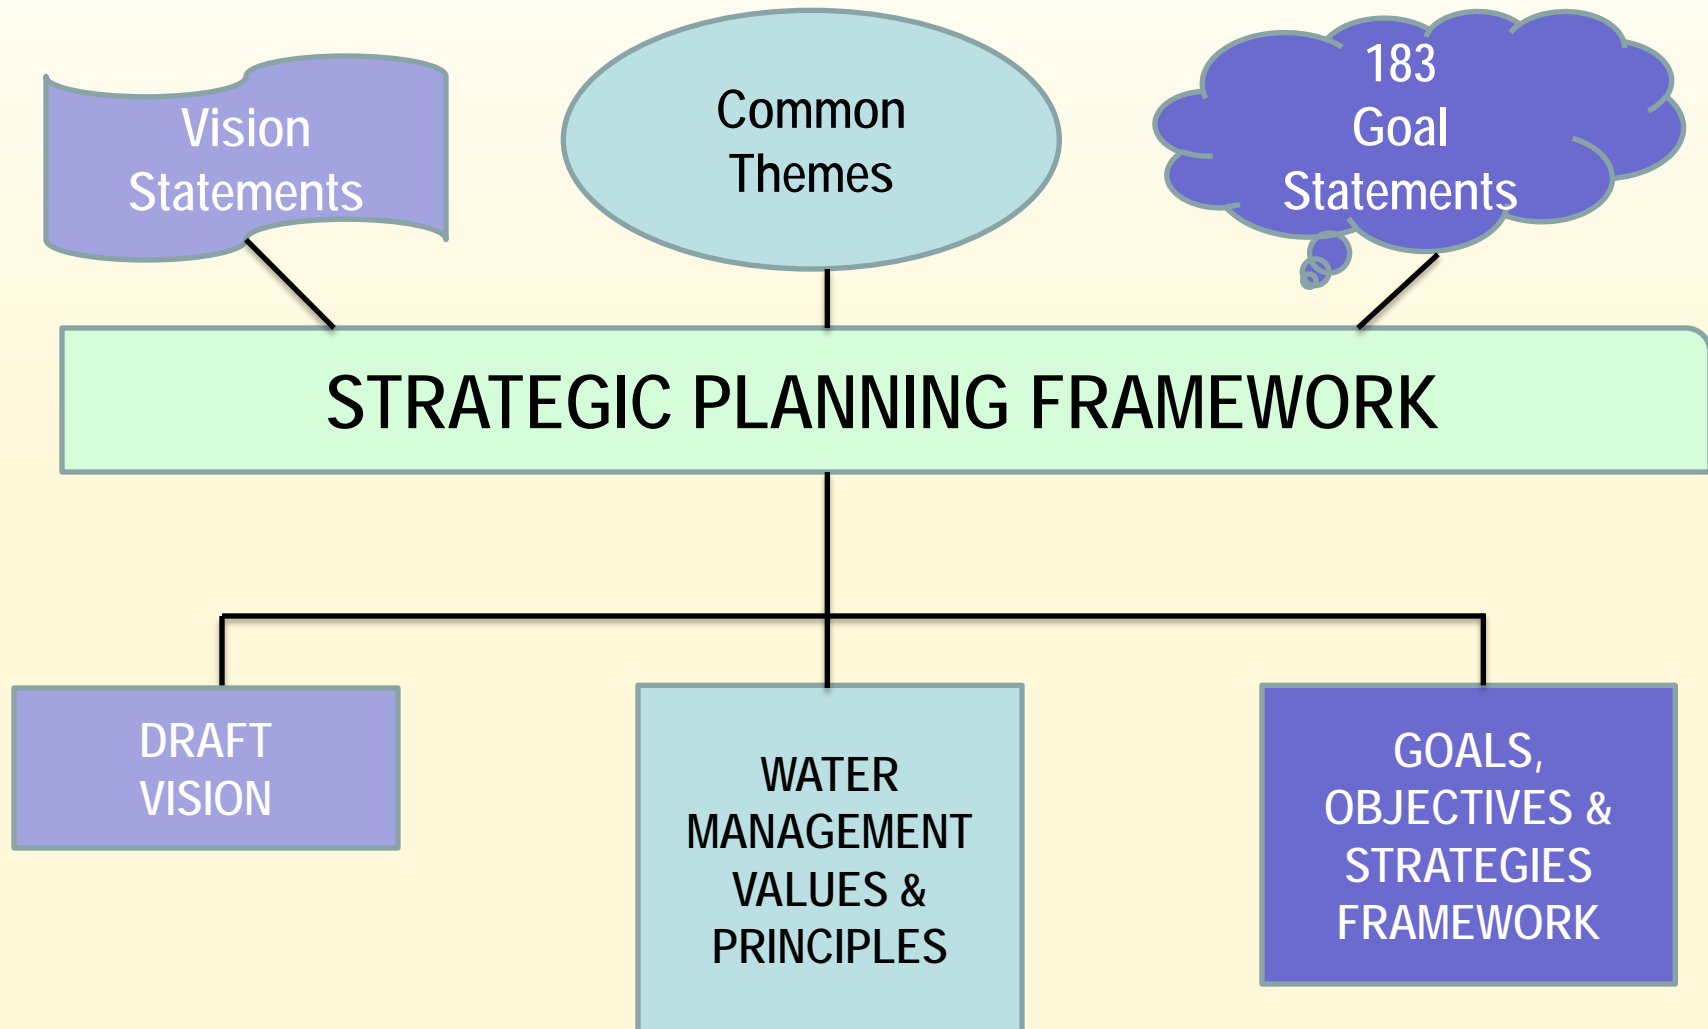 Vision
Statements
Common
Themes
183
Goal
Statements
STRATEGIC PLANNING FRAMEWORK
DRAFT
VISION
WATER
MANAGEMENT
VALUES &
PRINCIPLES
GOALS,
OBJECTIVES &
STRATEGIES
FRAMEWORK